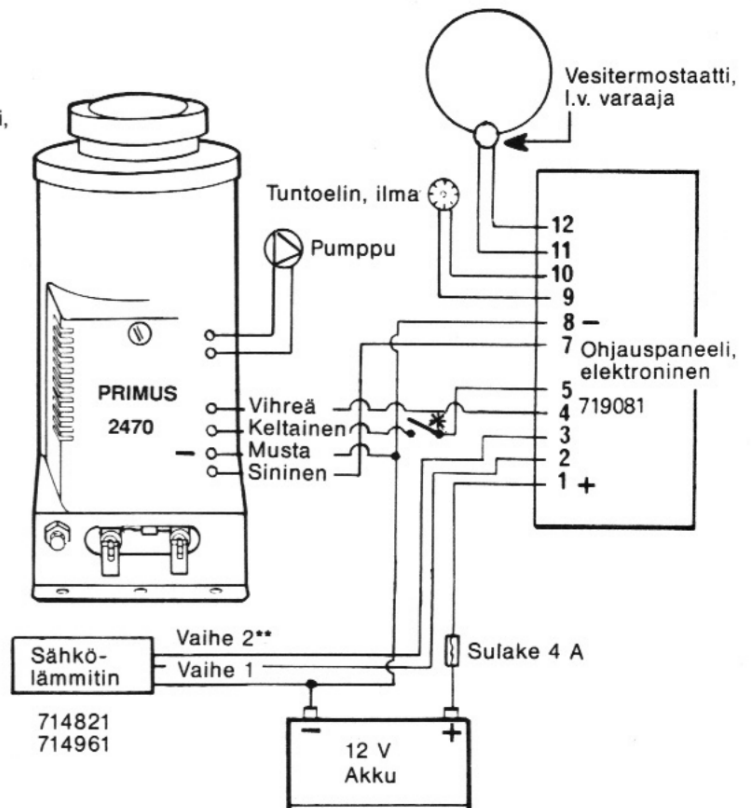 i,
Vesitermostaatti,
l.v. varaaja
Tuntoelin, ilma
Pumppu
12
11
10
9
8 –
7
Ohjauspaneeli,
elektroninen
719081
5
4
3
2
1 +
PRIMUS
2470
Vihreä
Keltainen
– Musta
Sininen
*
Vaihe 2**
Vaihe 1
Sähkö-
lämmitin
714821
714961
Sulake 4 A
– +
12 V
Akku